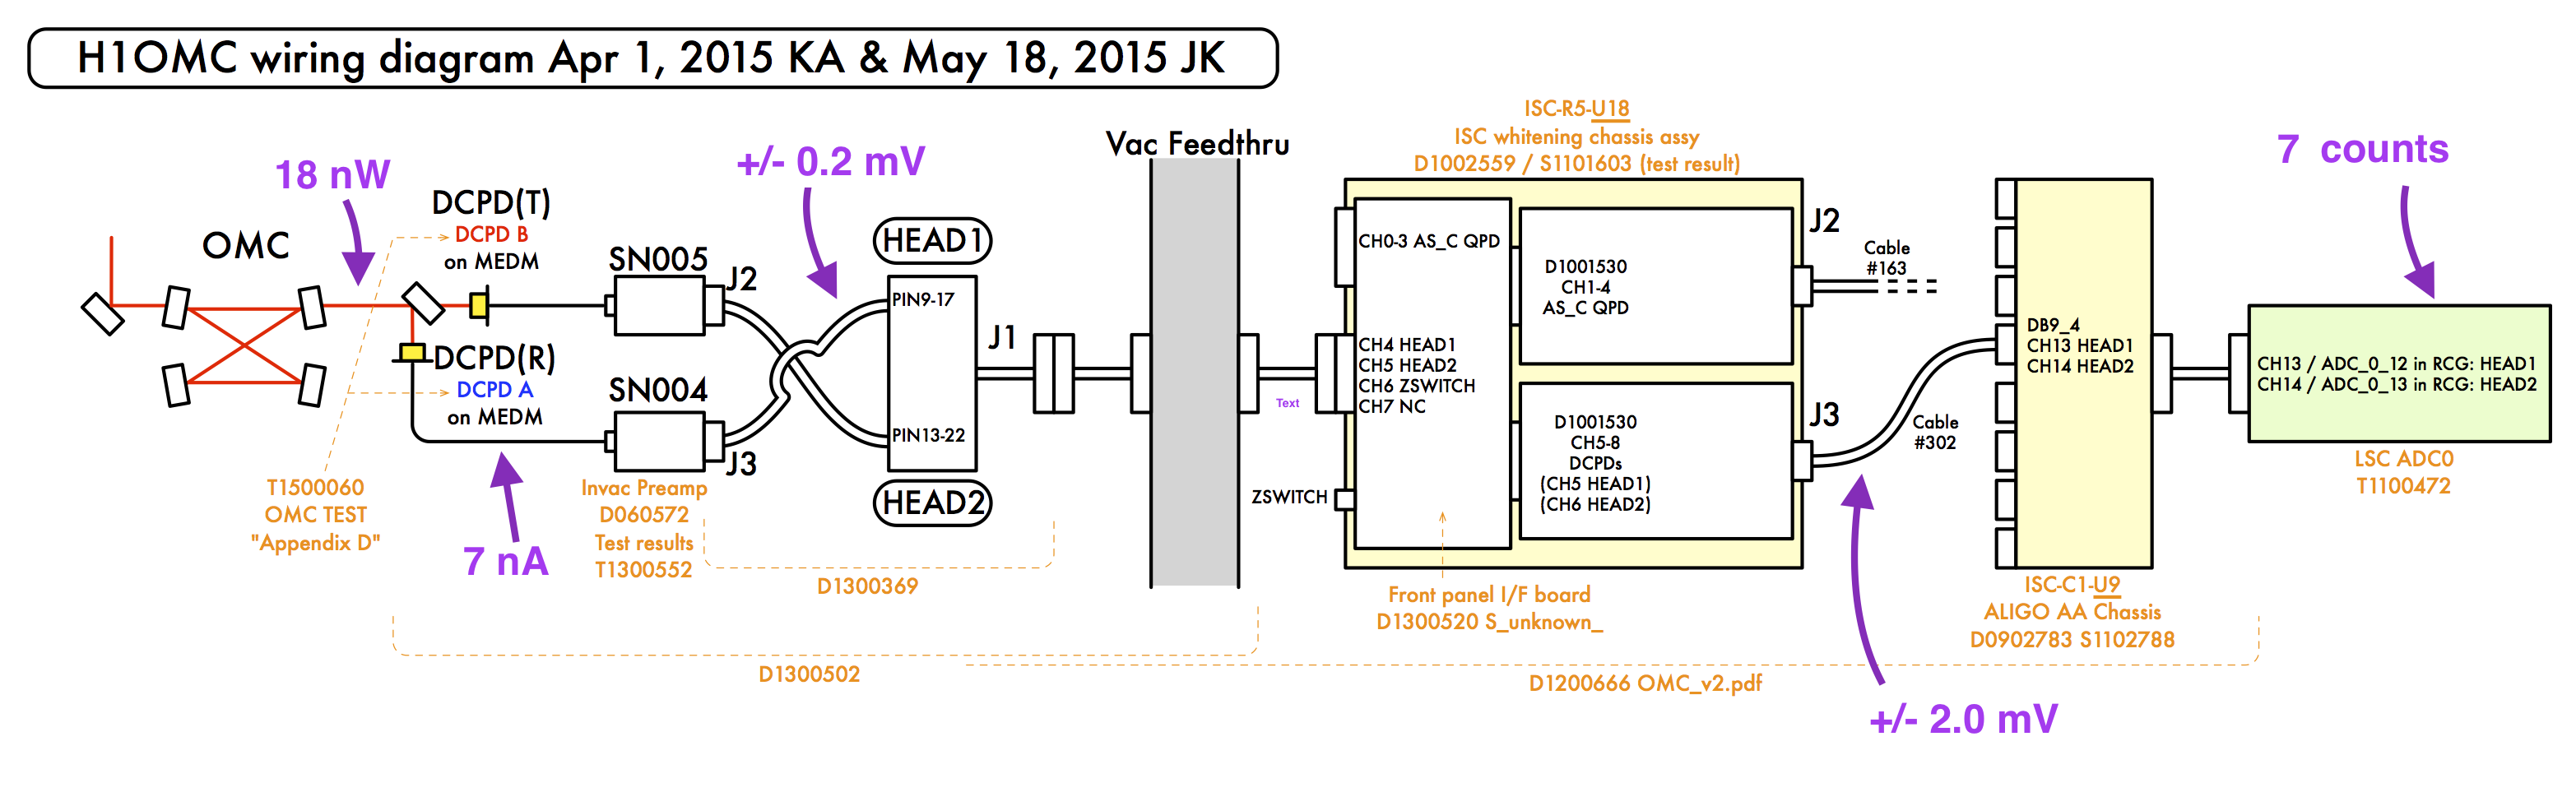 H1OMC wiring diagram Apr 1, 2015 KA & May 18, 2015 JK
18 nW
OMC
DCPD(T)
DCPD B
on MEDM
DCPD(R)
DCPD A
on MEDM
T1500060
OMC TEST
"Appendix D"
7 nA
SN005
J2
SN004
J3
Invac Preamp
D060572
Test results
T1300552
+/- 0.2 mV
HEAD1
PIN9-17
PIN13-22
HEAD2
J1
D1300369
D1300502
Vac Feedthru
Text
ISC-R5-U18
ISC whitening chassis assy
D1002559 / S1101603 (test result)
CH0-3 AS_C QPD
CH4 HEAD1
CH5 HEAD2
CH6 ZSWITCH
CH7 NC
ZSWITCH
D1001530
CH1-4
AS_C QPD
D1001530
CH5-8
DCPDs
(CH5 HEAD1)
(CH6 HEAD2)
J2
Cable
#163
J3
Cable
#302
Front panel I/F board
D1300520 S_unknown_
D1200666 OMC_v2.pdf
+/- 2.0 mV
DB9_4
CH13 HEAD1
CH14 HEAD2
ISC-C1-U9
ALIGO AA Chassis
D0902783 S1102788
7 counts
CH13 / ADC_0_12 in RCG: HEAD1
CH14 / ADC_0_13 in RCG: HEAD2
LSC ADC0
T1100472